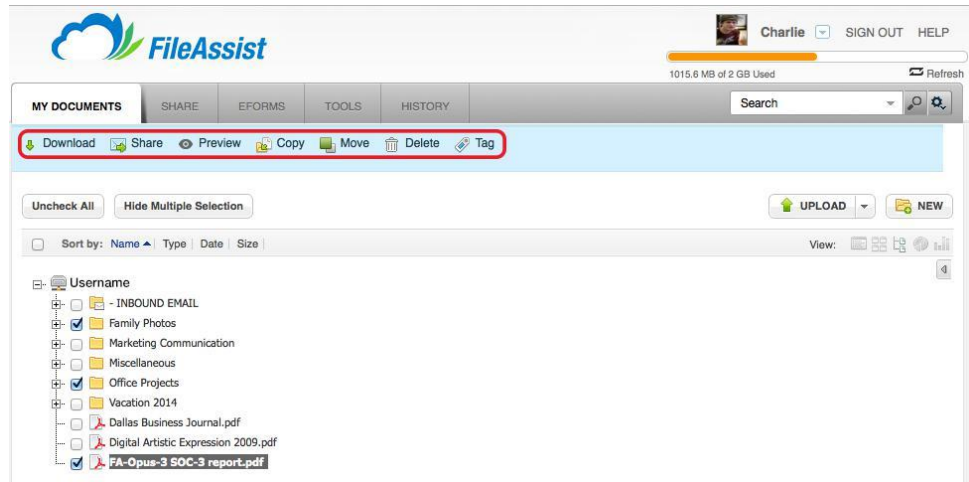 FileAssist
Charlie SIGN OUT HELP
1015.6 MB of 2 GB Used Refresh
MY DOCUMENTS SHARE EFORMS TOOLS HISTORY Search
Download Share Preview Copy Move Delete Tag
Uncheck All Hide Multiple Selection UPLOAD NEW
Sort by: Name Type Date Size View:
Username
- INBOUND EMAIL
Family Photos
Marketing Communication
Miscellaneous
Office Projects
Vacation 2014
Dallas Business Journal.pdf
Digital Artistic Expression 2009.pdf
FA-Opus-3 SOC-3 report.pdf